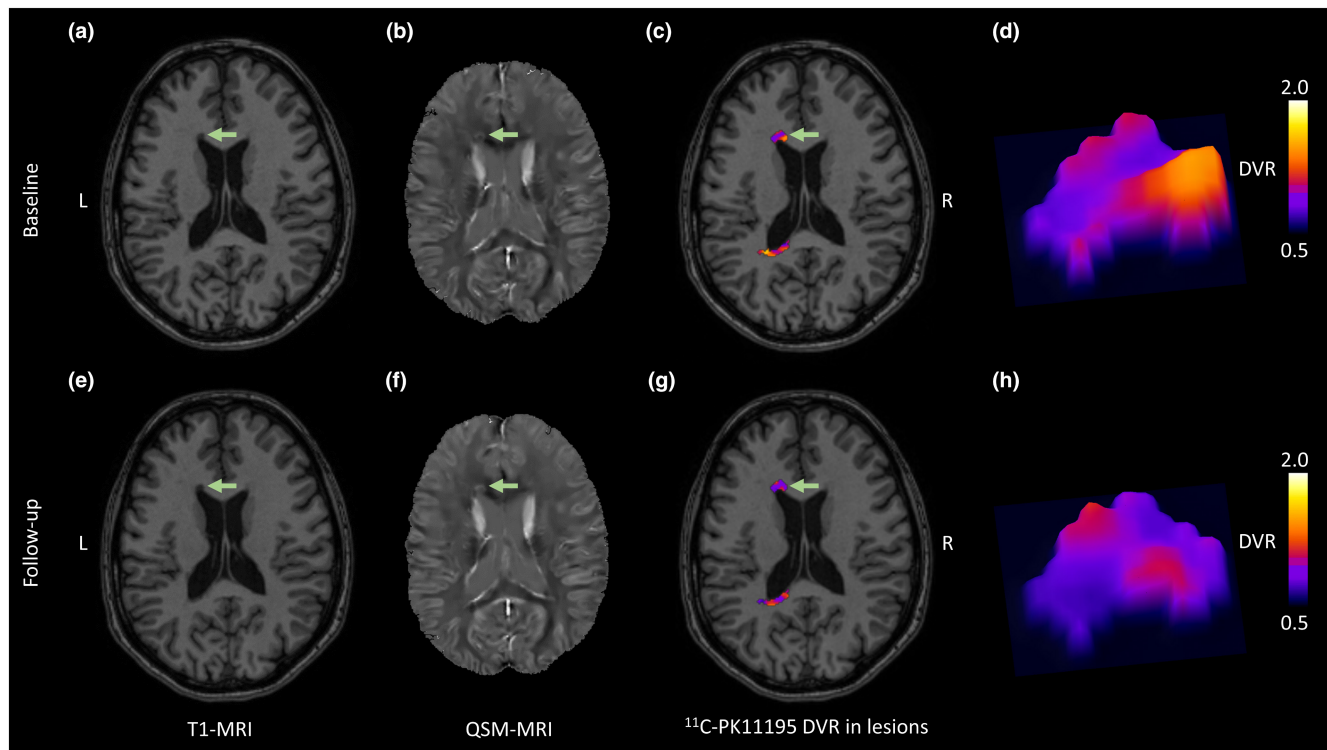 (a) (b) (c) (d)
2.0
DVR
0.5
Baseline
L
R
(e) (f) (g) (h)
2.0
DVR
0.5
Follow-up
L
R
T1-MRI QSM-MRI ¹¹C-PK11195 DVR in lesions